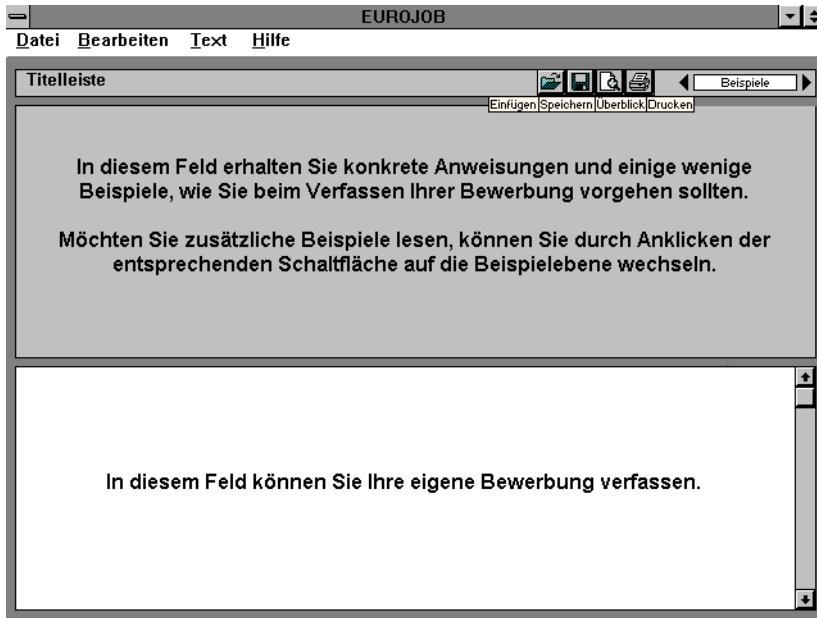 EUROJOB
Datei Bearbeiten Text Hilfe
Titelleiste
Beispiele
Einfügen Speichern Überblick Drucken
In diesem Feld erhalten Sie konkrete Anweisungen und einige wenige
Beispiele, wie Sie beim Verfassen Ihrer Bewerbung vorgehen sollten.
Möchten Sie zusätzliche Beispiele lesen, können Sie durch Anklicken der
entsprechenden Schaltfläche auf die Beispielebene wechseln.
In diesem Feld können Sie Ihre eigene Bewerbung verfassen.